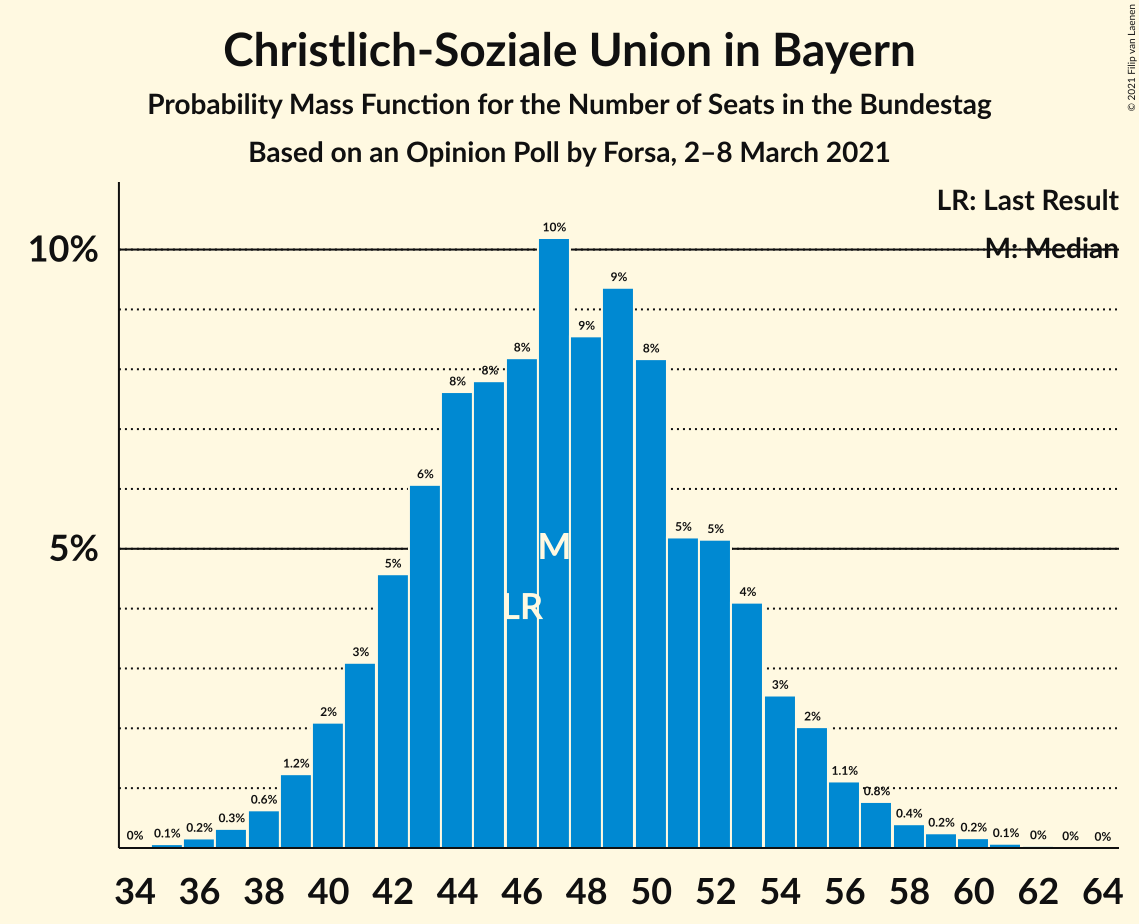 Christlich-Soziale Union in Bayern
Probability Mass Function for the Number of Seats in the Bundestag
Based on an Opinion Poll by Forsa, 2–8 March 2021
© 2021 Filip van Laenen
LR: Last Result
M: Median
10%
5%
0% 0.1% 0.2% 0.3% 0.6% 1.2% 2% 3% 5% 6% 8% 8% 8% 10% 9% 9% 8% 5% 5% 4% 3% 2% 1.1% 0.8% 0.4% 0.2% 0.2% 0.1% 0% 0% 0%
M
LR
34 36 38 40 42 44 46 48 50 52 54 56 58 60 62 64